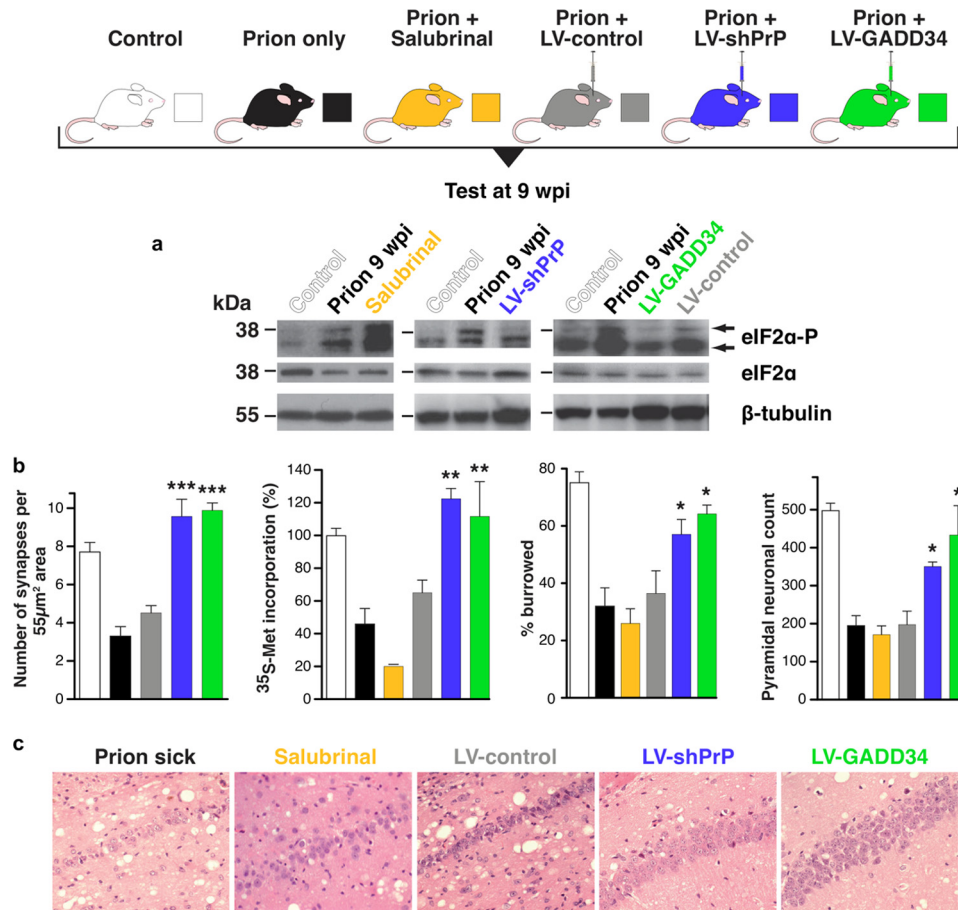 Control
Prion only
Prion +
Salubrinal
Prion +
LV-control
Prion +
LV-shPrP
Prion +
LV-GADD34
Test at 9 wpi
a
kDa
Control
Prion 9 wpi
Salubrinal
Control
Prion 9 wpi
LV-shPrP
Control
Prion 9 wpi
LV-GADD34
LV-control
38
eIF2α-P
38
eIF2α
55
β-tubulin
b
Number of synapses per
55µm² area
10
8
6
4
2
0
***
***
³⁵S-Met incorporation (%)
140
120
100
80
60
40
20
0
**
**
% burrowed
80
60
40
20
0
*
*
Pyramidal neuronal count
500
400
300
200
100
0
*
*
c
Prion sick
Salubrinal
LV-control
LV-shPrP
LV-GADD34